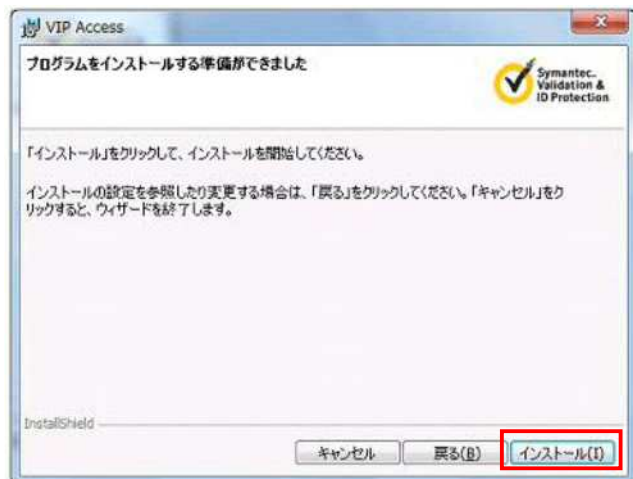 VIP Access
プログラムをインストールする準備ができました
Symantec.
Validation &
ID Protection
「インストール」をクリックして、インストールを開始してください。
インストールの設定を参照したり変更する場合は、「戻る」をクリックしてください。「キャンセル」をク
リックすると、ウィザードを終了します。
InstallShield
キャンセル
戻る(B)
インストール(I)